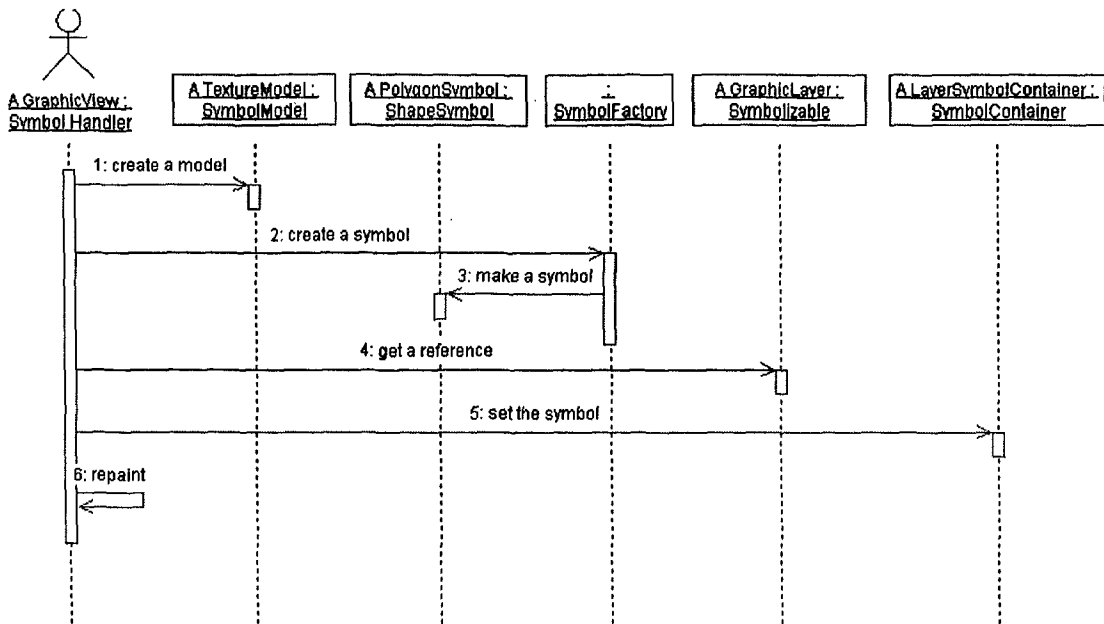 A GraphicView :
Symbol Handler
A TextureModel :
SymbolModel
A PolygonSymbol :
ShapeSymbol
:
SymbolFactory
A GraphicLayer :
Symbolizable
A LayerSymbolContainer :
SymbolContainer
1: create a model
2: create a symbol
3: make a symbol
4: get a reference
5: set the symbol
6: repaint